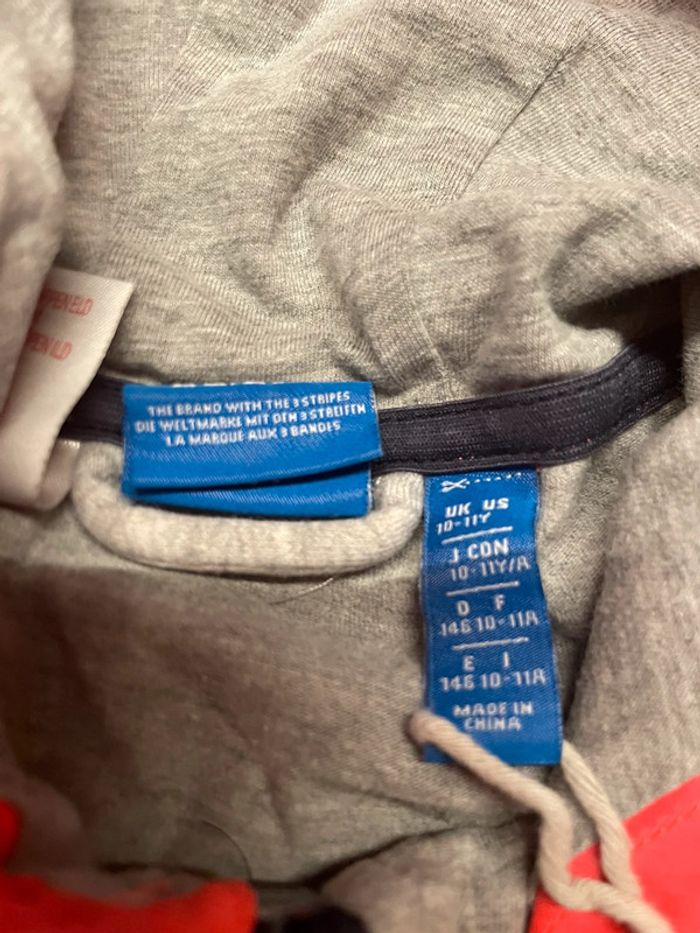 THE BRAND WITH THE 3 STRIPES
DIE WELTMARKE MIT DEN 3 STREIFEN
LA MARQUE AUX 3 BANDES
UK US
10-11Y
J CON
10-11Y/A
D F
146 10-11A
E I
146 10-11A
MADE IN
CHINA